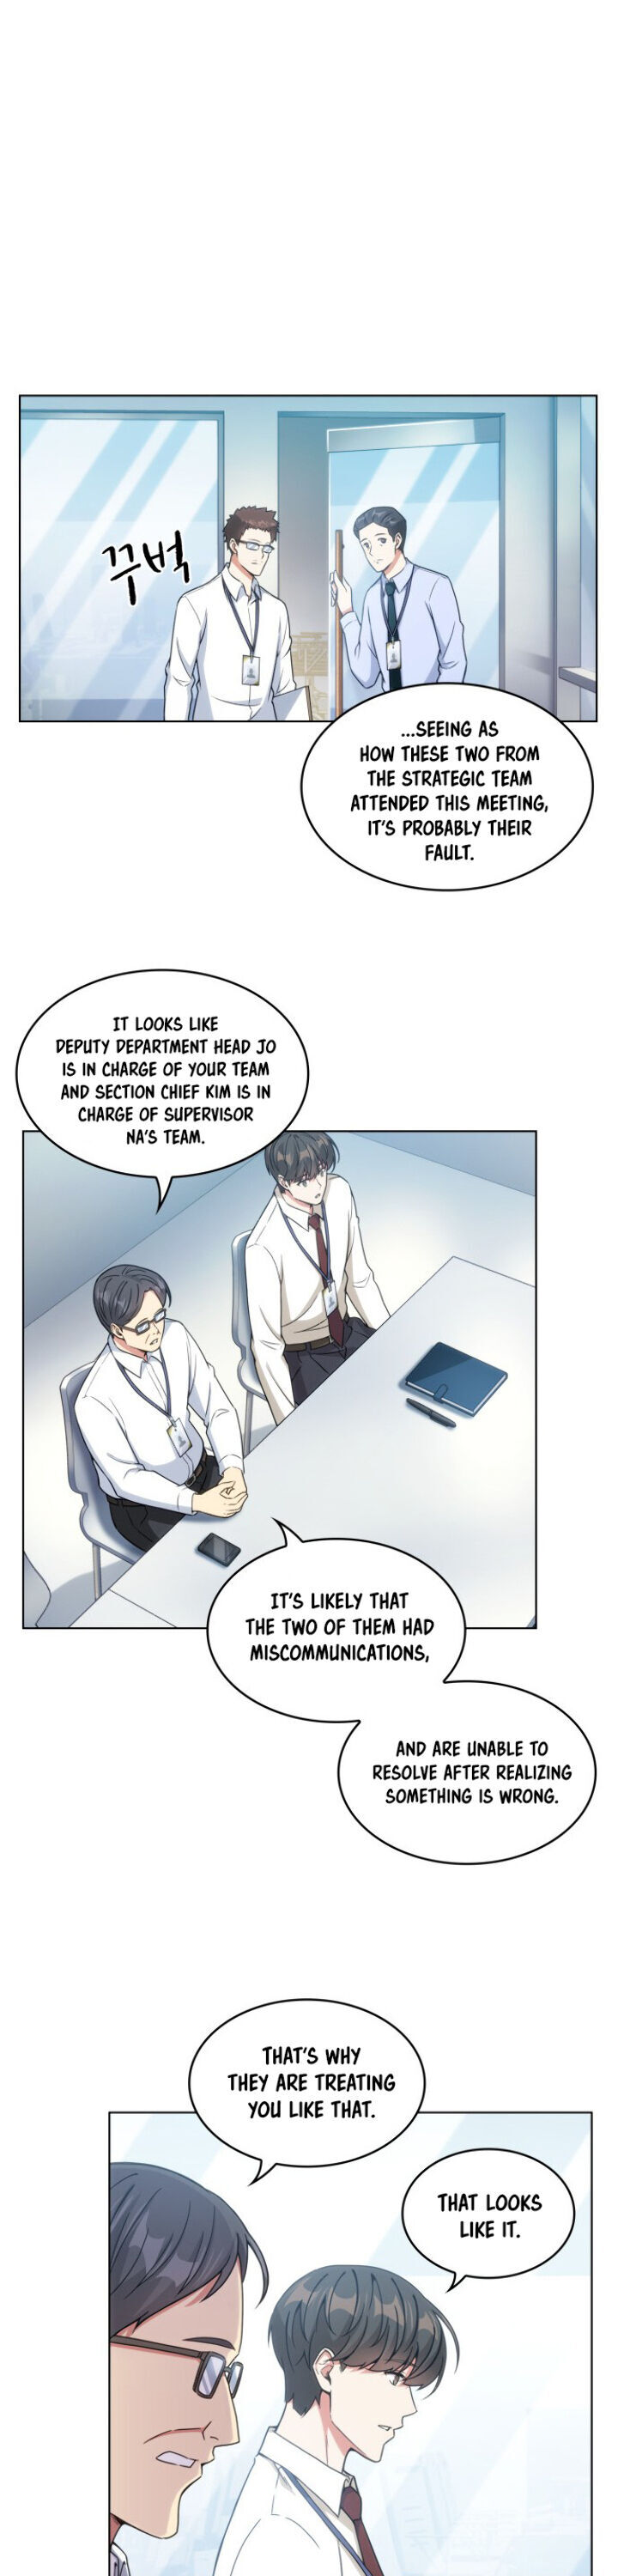 꾸벅
...SEEING AS
HOW THESE TWO FROM
THE STRATEGIC TEAM
ATTENDED THIS MEETING,
IT'S PROBABLY THEIR
FAULT.
IT LOOKS LIKE
DEPUTY DEPARTMENT HEAD JO
IS IN CHARGE OF YOUR TEAM
AND SECTION CHIEF KIM IS IN
CHARGE OF SUPERVISOR
NA'S TEAM.
IT'S LIKELY THAT
THE TWO OF THEM HAD
MISCOMMUNICATIONS,
AND ARE UNABLE TO
RESOLVE AFTER REALIZING
SOMETHING IS WRONG.
THAT'S WHY
THEY ARE TREATING
YOU LIKE THAT.
THAT LOOKS
LIKE IT.